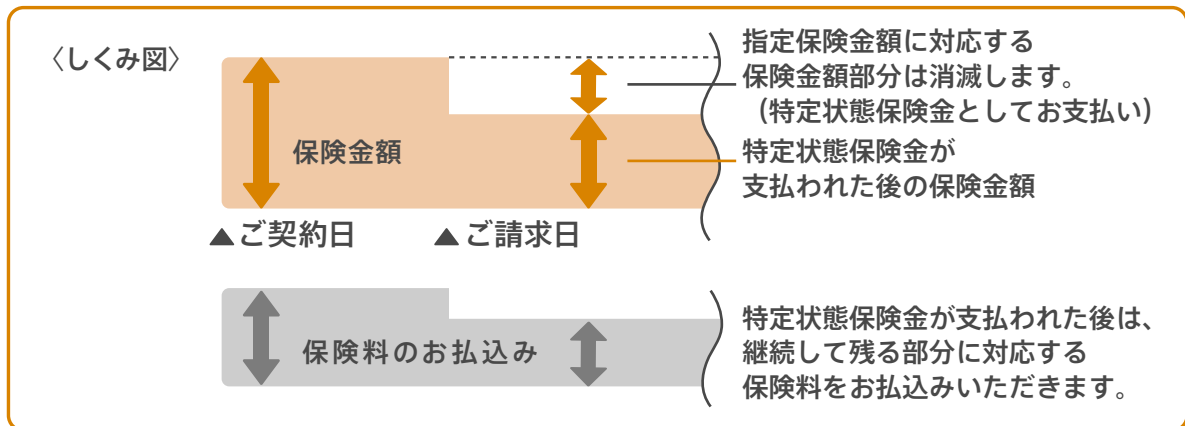 〈しくみ図〉
指定保険金額に対応する
保険金額部分は消滅します。
（特定状態保険金としてお支払い）
保険金額
特定状態保険金が
支払われた後の保険金額
▲ご契約日
▲ご請求日
保険料のお払込み
特定状態保険金が支払われた後は、
継続して残る部分に対応する
保険料をお払込みいただきます。